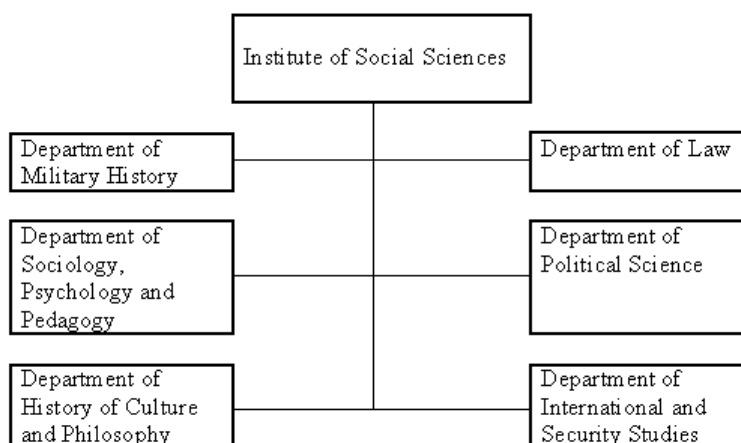 Institute of Social Sciences
Department of
Military History
Department of Law
Department of
Sociology,
Psychology and
Pedagogy
Department of
Political Science
Department of
History of Culture
and Philosophy
Department of
International and
Security Studies